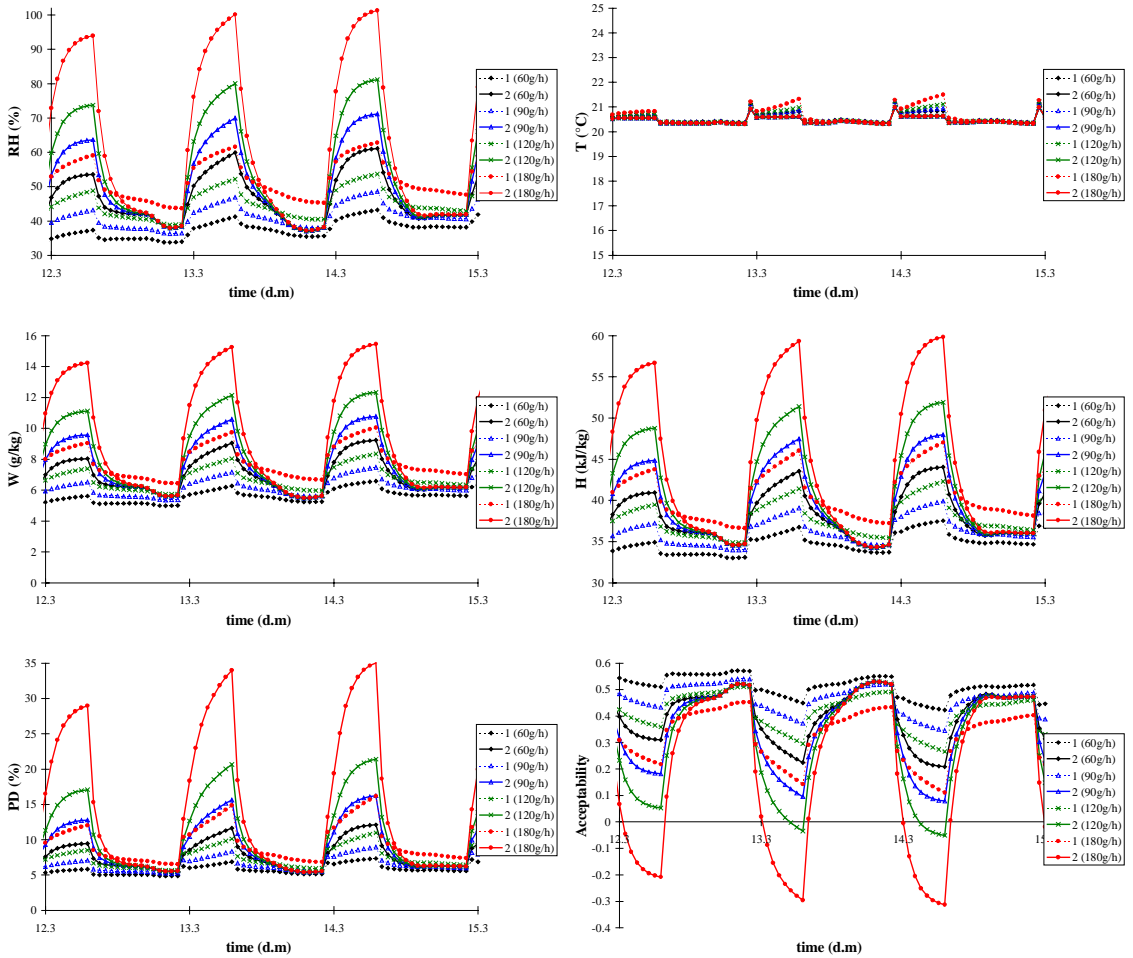 RH (%)
100
90
80
70
60
50
40
30
12.3 13.3 14.3 15.3
time (d.m)
1 (60g/h)
2 (60g/h)
1 (90g/h)
2 (90g/h)
1 (120g/h)
2 (120g/h)
1 (180g/h)
2 (180g/h)
T (°C)
25
24
23
22
21
20
19
18
17
16
15
12.3 13.3 14.3 15.3
time (d.m)
1 (60g/h)
2 (60g/h)
1 (90g/h)
2 (90g/h)
1 (120g/h)
2 (120g/h)
1 (180g/h)
2 (180g/h)
W (g/kg)
16
14
12
10
8
6
4
2
0
12.3 13.3 14.3 15.3
time (d.m)
1 (60g/h)
2 (60g/h)
1 (90g/h)
2 (90g/h)
1 (120g/h)
2 (120g/h)
1 (180g/h)
2 (180g/h)
H (kJ/kg)
60
55
50
45
40
35
30
12.3 13.3 14.3 15.3
time (d.m)
1 (60g/h)
2 (60g/h)
1 (90g/h)
2 (90g/h)
1 (120g/h)
2 (120g/h)
1 (180g/h)
2 (180g/h)
PD (%)
35
30
25
20
15
10
5
0
12.3 13.3 14.3 15.3
time (d.m)
1 (60g/h)
2 (60g/h)
1 (90g/h)
2 (90g/h)
1 (120g/h)
2 (120g/h)
1 (180g/h)
2 (180g/h)
Acceptability
0.6
0.5
0.4
0.3
0.2
0.1
0
-0.1
-0.2
-0.3
-0.4
12.3 13.3 14.3
time (d.m)
1 (60g/h)
2 (60g/h)
1 (90g/h)
2 (90g/h)
1 (120g/h)
2 (120g/h)
1 (180g/h)
2 (180g/h)